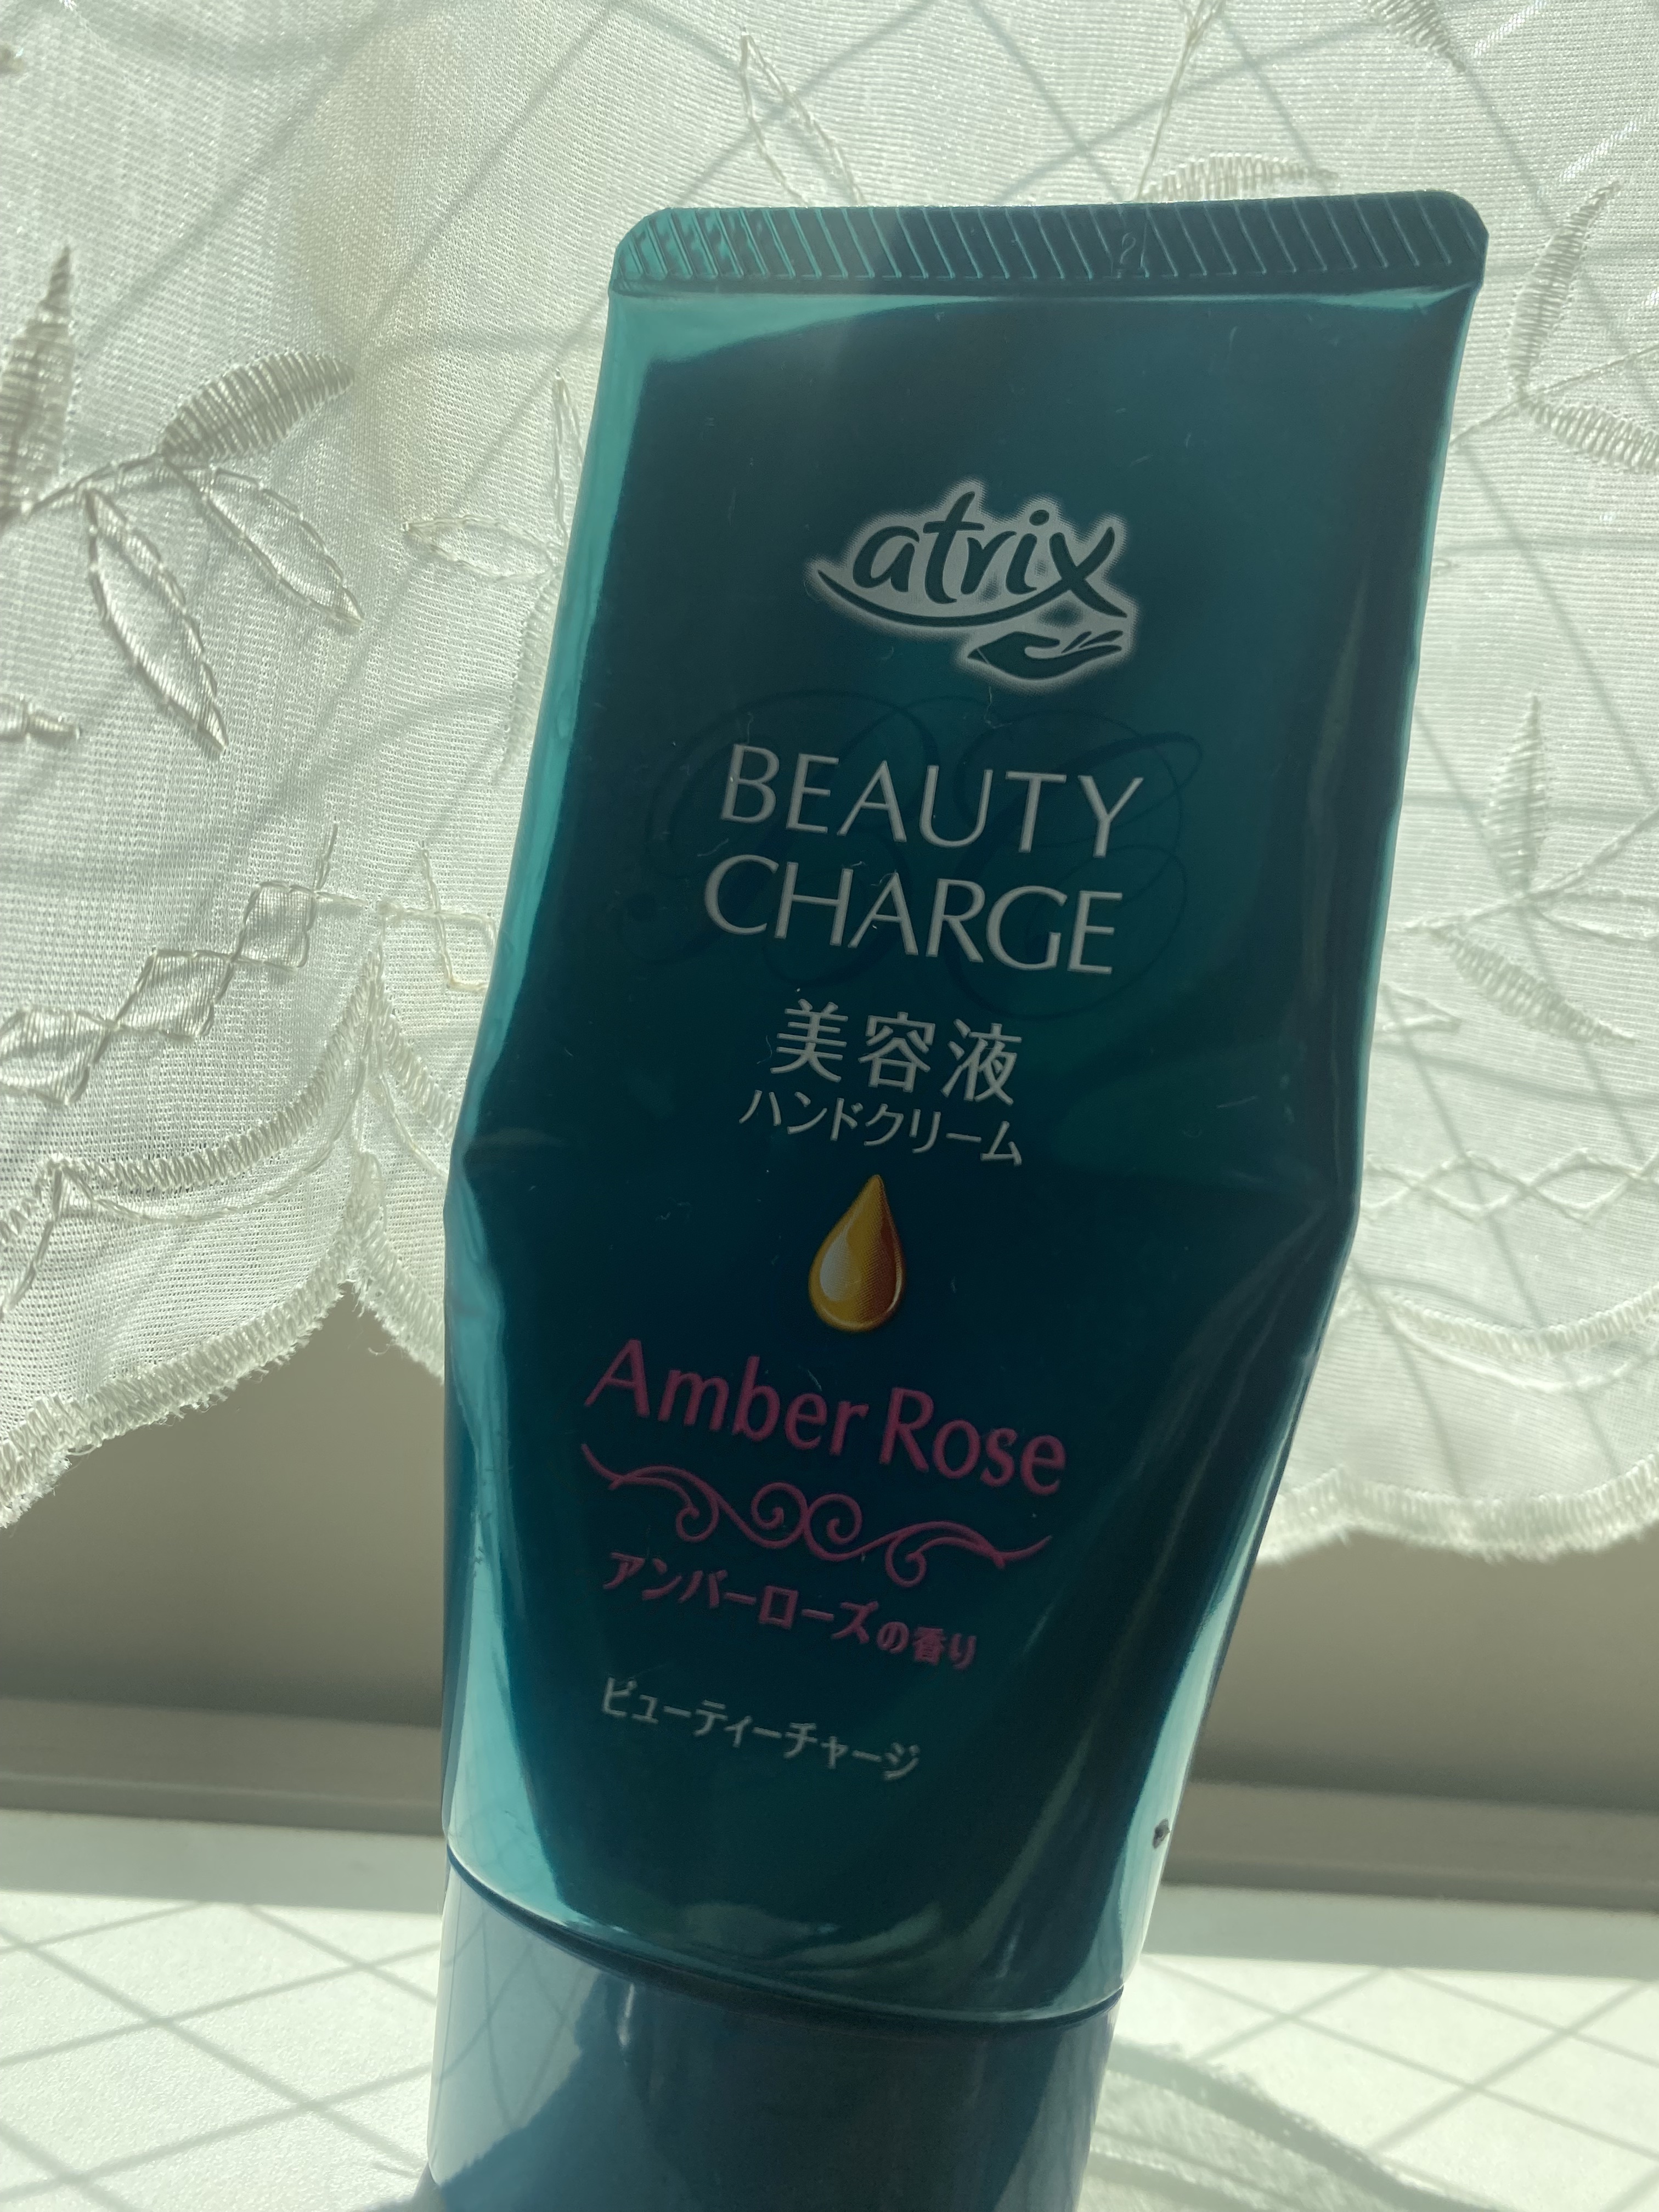 atrix
BEAUTY
CHARGE
美容液
ハンドクリーム
Amber Rose
アンバーローズの香り
ビューティーチャージ